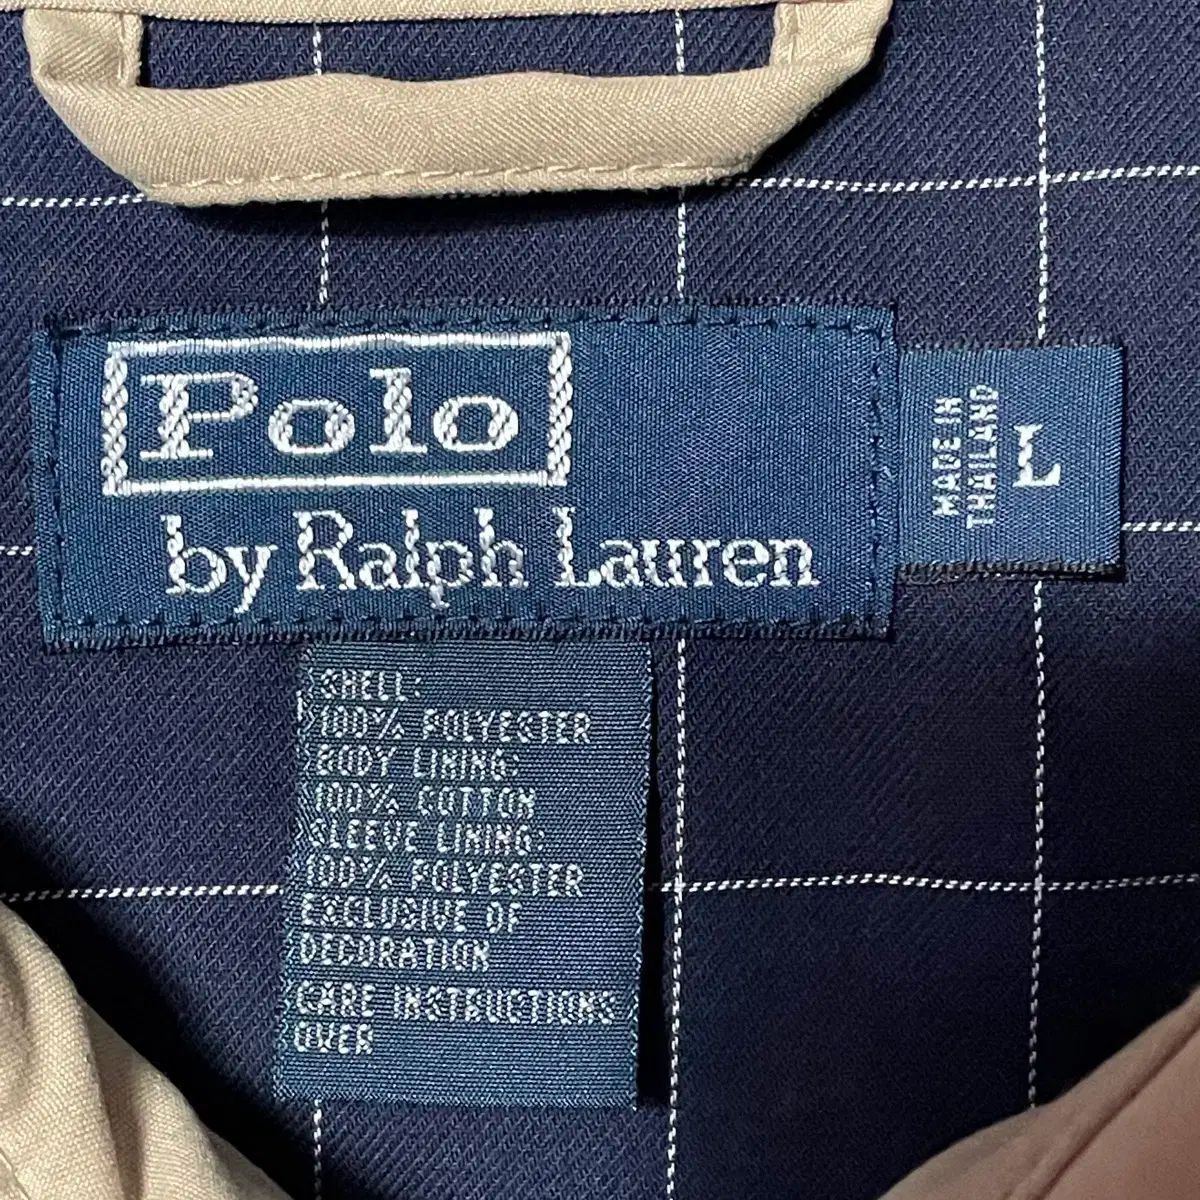 Polo
by Ralph Lauren
MADE IN
THAILAND
L
SHELL:
100% POLYESTER
BODY LINING:
100% COTTON
SLEEVE LINING:
100% POLYESTER
EXCLUSIVE OF
DECORATION
CARE INSTRUCTIONS
OVER